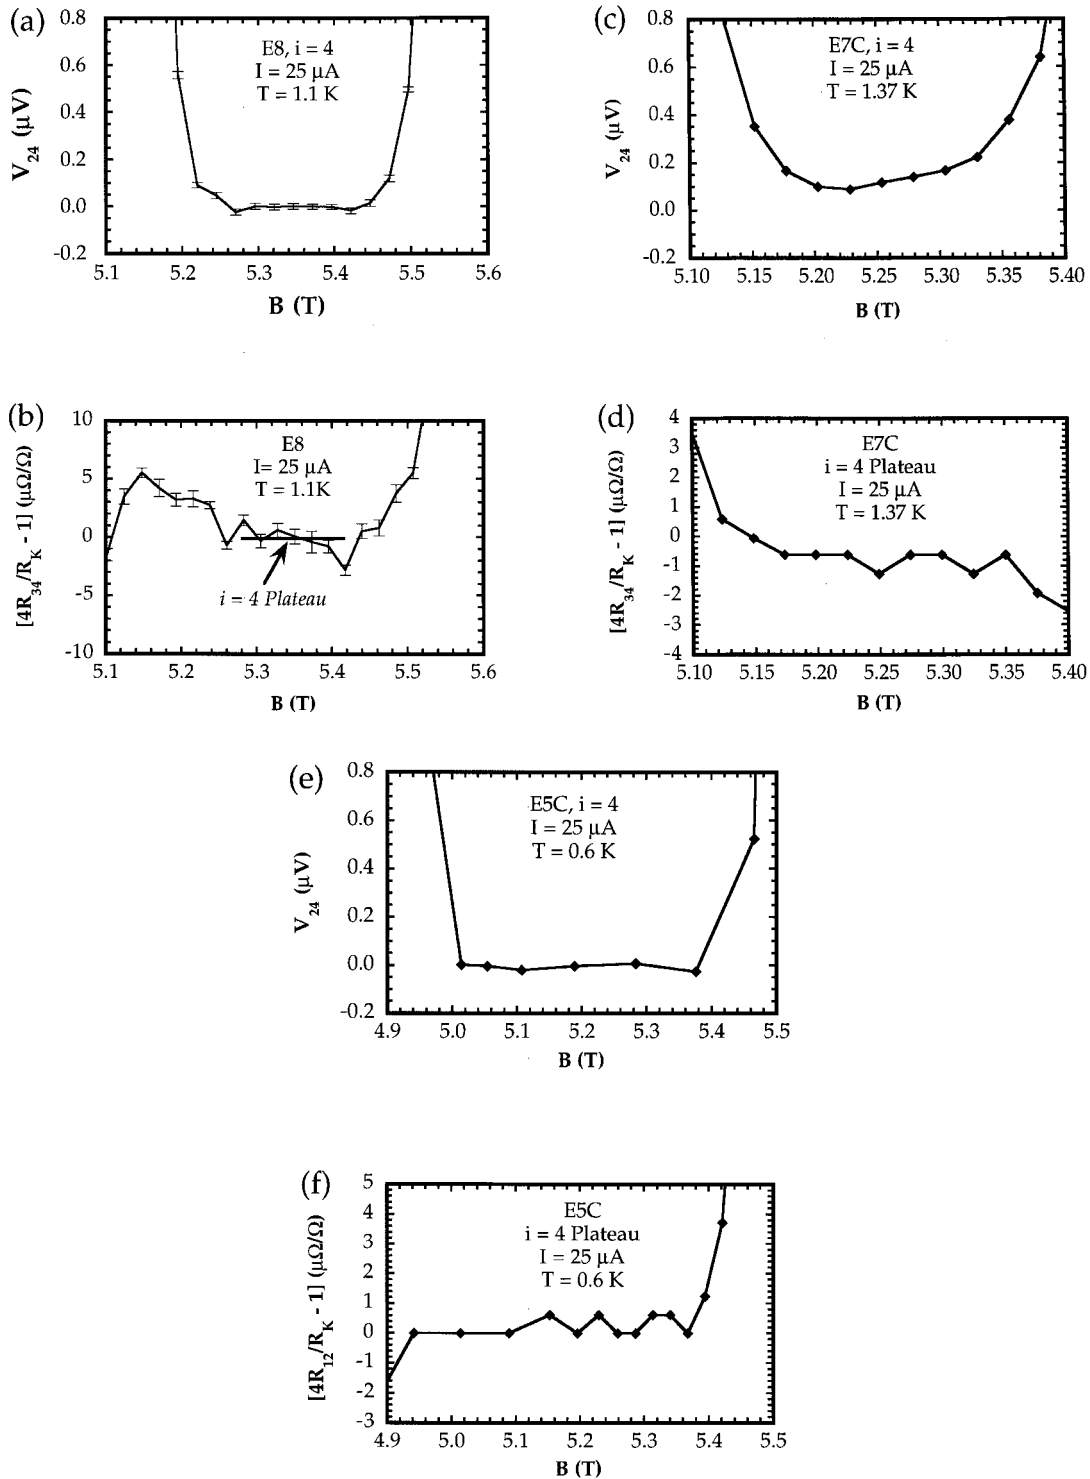 (a)
0.8
0.6
0.4
0.2
0.0
-0.2
V24 (μV)
E8, i = 4
I = 25 μA
T = 1.1 K
5.1 5.2 5.3 5.4 5.5 5.6
B (T)
(c)
0.8
0.6
0.4
0.2
0.0
-0.2
V24 (μV)
E7C, i = 4
I = 25 μA
T = 1.37 K
5.10 5.15 5.20 5.25 5.30 5.35 5.40
B (T)
(b)
10
5
0
-5
-10
[4R34/RK - 1] (μΩ/Ω)
E8
I= 25 μA
T = 1.1K
i = 4 Plateau
5.1 5.2 5.3 5.4 5.5 5.6
B (T)
(d)
4
3
2
1
0
-1
-2
-3
-4
[4R34/RK - 1] (μΩ/Ω)
E7C
i = 4 Plateau
I = 25 μA
T = 1.37 K
5.10 5.15 5.20 5.25 5.30 5.35 5.40
B (T)
(e)
0.8
0.6
0.4
0.2
0.0
-0.2
V24 (μV)
E5C, i = 4
I = 25 μA
T = 0.6 K
4.9 5.0 5.1 5.2 5.3 5.4 5.5
B (T)
(f)
5
4
3
2
1
0
-1
-2
-3
[4R12/RK - 1] (μΩ/Ω)
E5C
i = 4 Plateau
I = 25 μA
T = 0.6 K
4.9 5.0 5.1 5.2 5.3 5.4 5.5
B (T)